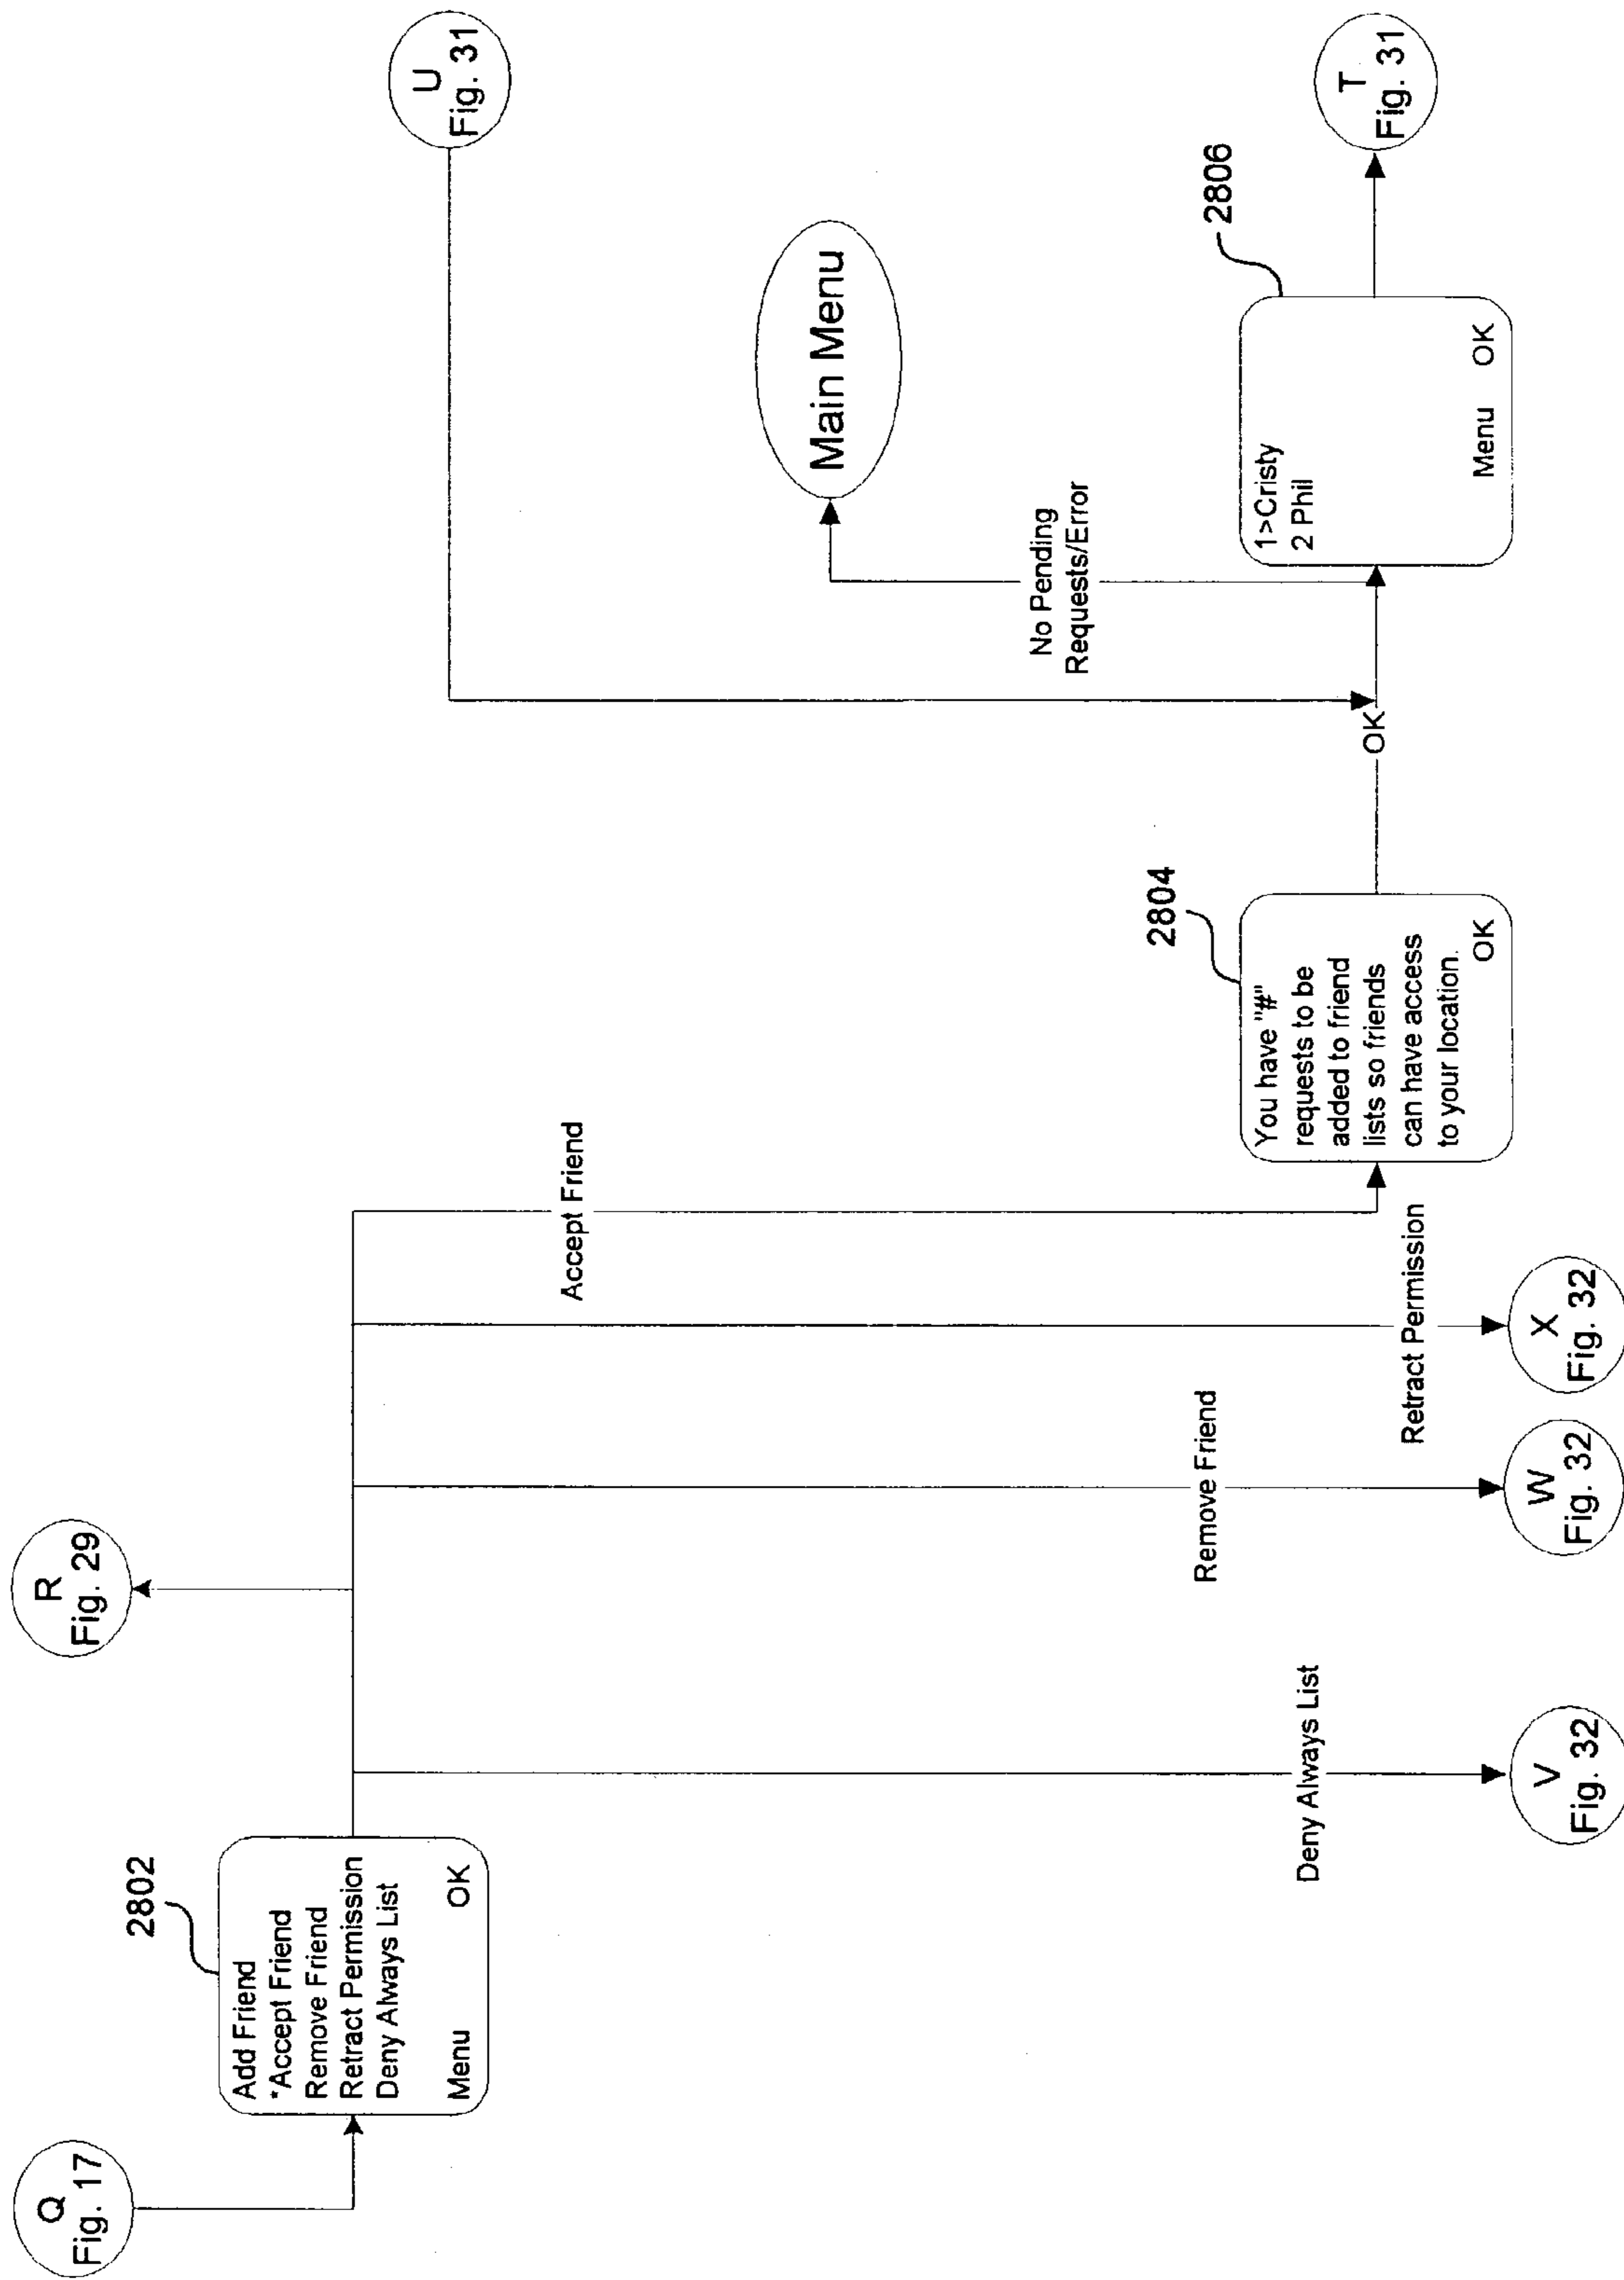 Q
Fig. 17
2802
Add Friend
*Accept Friend
Remove Friend
Retract Permission
Deny Always List
Menu OK
R
Fig. 29
Deny Always List
V
Fig. 32
Remove Friend
W
Fig. 32
Retract Permission
X
Fig. 32
Accept Friend
2804
You have "#"
requests to be
added to friend
lists so friends
can have access
to your location.
OK
OK
U
Fig. 31
No Pending
Requests/Error
Main Menu
2806
1>Cristy
2 Phil
Menu OK
T
Fig. 31